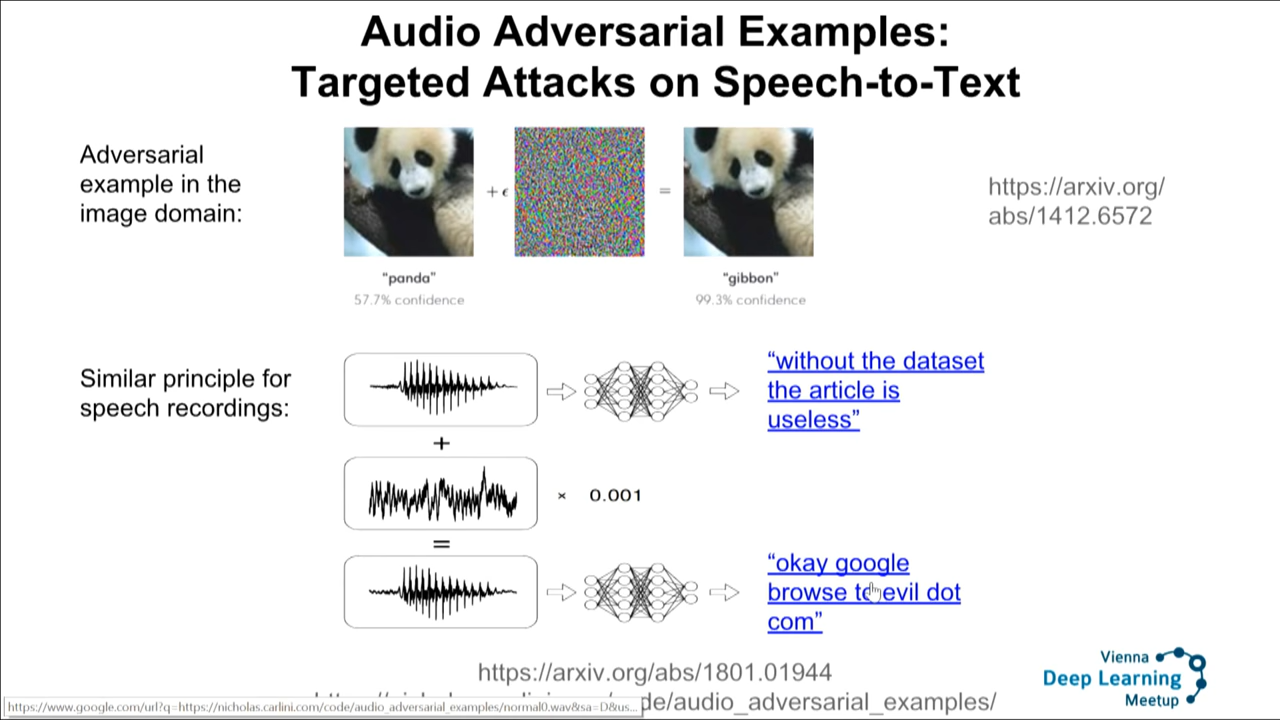 Audio Adversarial Examples:
Targeted Attacks on Speech-to-Text
Adversarial
example in the
image domain:
+ ϵ
=
https://arxiv.org/
abs/1412.6572
"panda"
57.7% confidence
"gibbon"
99.3% confidence
Similar principle for
speech recordings:
“without the dataset
the article is
useless”
+
× 0.001
=
“okay google
browse to evil dot
com”
https://arxiv.org/abs/1801.01944
de/audio_adversarial_examples/
https://www.google.com/url?q=https://nicholas.carlini.com/code/audio_adversarial_examples/normal0.wav&sa=D&us...
Vienna
Deep Learning
Meetup